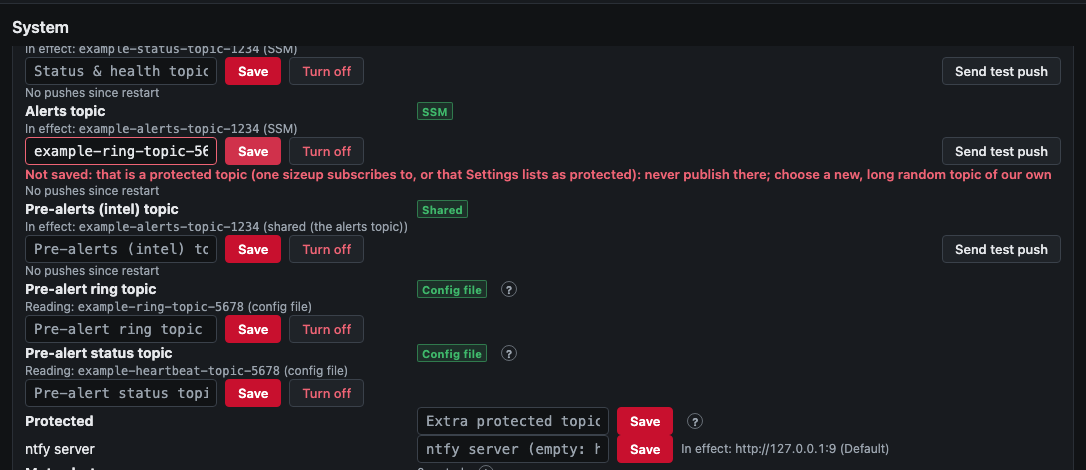 System
In effect: example-status-topic-1234 (SSM)
Status & health topic Save Turn off Send test push
No pushes since restart
Alerts topic SSM
In effect: example-alerts-topic-1234 (SSM)
example-ring-topic-56 Save Turn off Send test push
Not saved: that is a protected topic (one sizeup subscribes to, or that Settings lists as protected): never publish there; choose a new, long random topic of our own
No pushes since restart
Pre-alerts (intel) topic Shared
In effect: example-alerts-topic-1234 (shared (the alerts topic))
Pre-alerts (intel) to Save Turn off Send test push
No pushes since restart
Pre-alert ring topic Config file ?
Reading: example-ring-topic-5678 (config file)
Pre-alert ring topic Save Turn off
Pre-alert status topic Config file ?
Reading: example-heartbeat-topic-5678 (config file)
Pre-alert status topi Save Turn off
Protected Extra protected topic Save ?
ntfy server ntfy server (empty: h Save In effect: http://127.0.0.1:9 (Default)